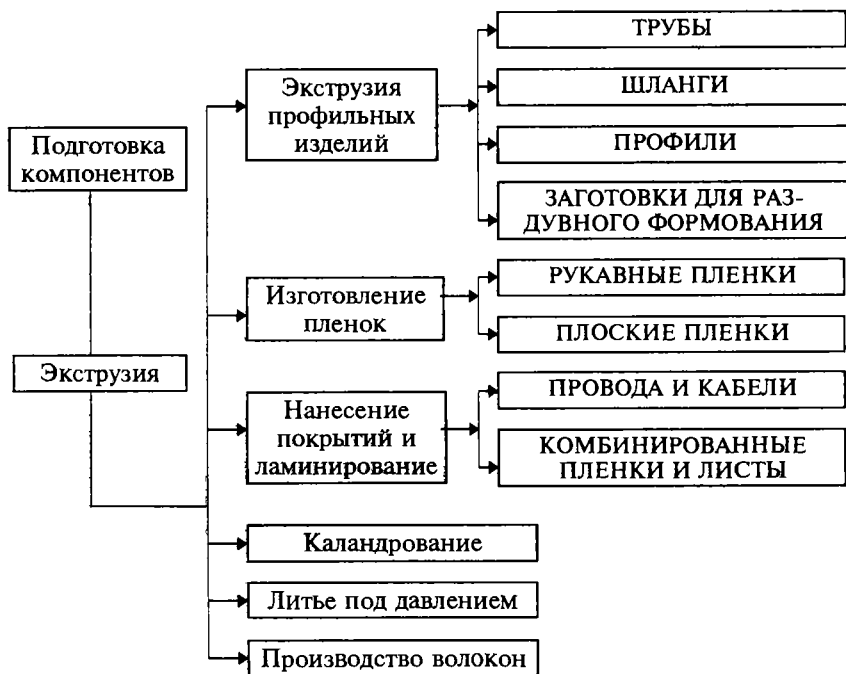 Подготовка
компонентов
Экструзия
Экструзия
профильных
изделий
ТРУБЫ
ШЛАНГИ
ПРОФИЛИ
ЗАГОТОВКИ ДЛЯ РАЗ-
ДУВНОГО ФОРМОВАНИЯ
Изготовление
пленок
РУКАВНЫЕ ПЛЕНКИ
ПЛОСКИЕ ПЛЕНКИ
Нанесение
покрытий и
ламинирование
ПРОВОДА И КАБЕЛИ
КОМБИНИРОВАННЫЕ
ПЛЕНКИ И ЛИСТЫ
Каландрование
Литье под давлением
Производство волокон